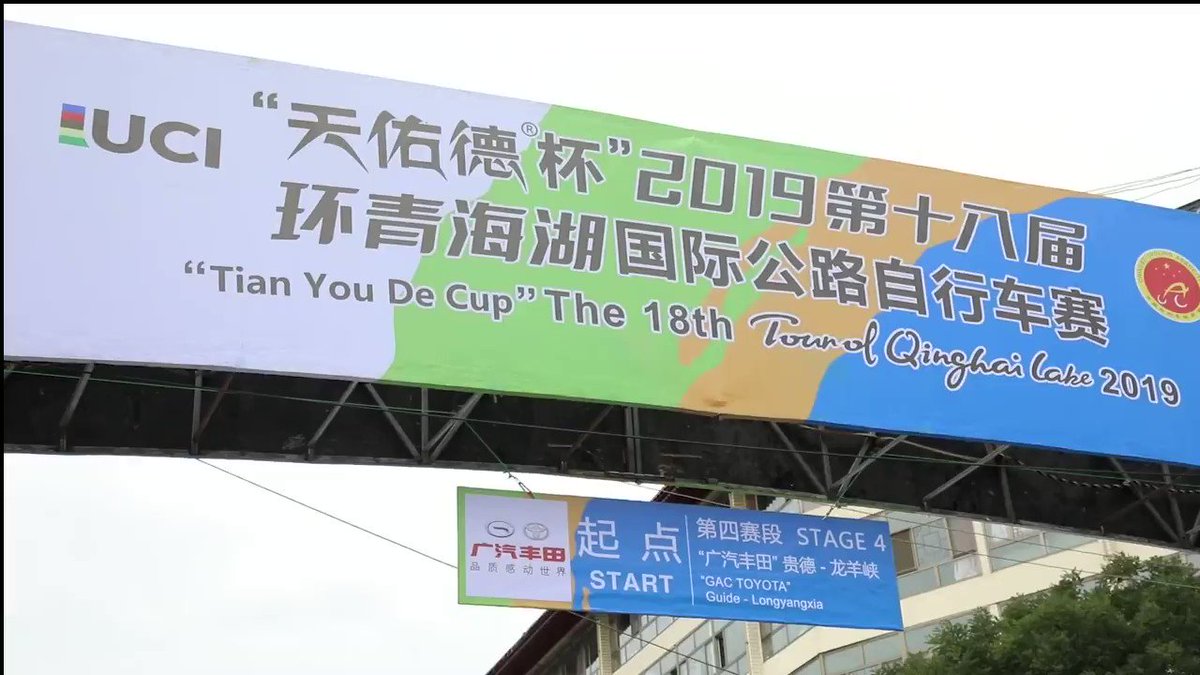 UCI
“天佑德®杯”2019第十八届
环青海湖国际公路自行车赛
“Tian You De Cup” The 18th Tour of Qinghai Lake 2019
广汽丰田
品质感动世界
起点
START
第四赛段 STAGE 4
“广汽丰田” 贵德 - 龙羊峡
"GAC TOYOTA"
Guide - Longyangxia